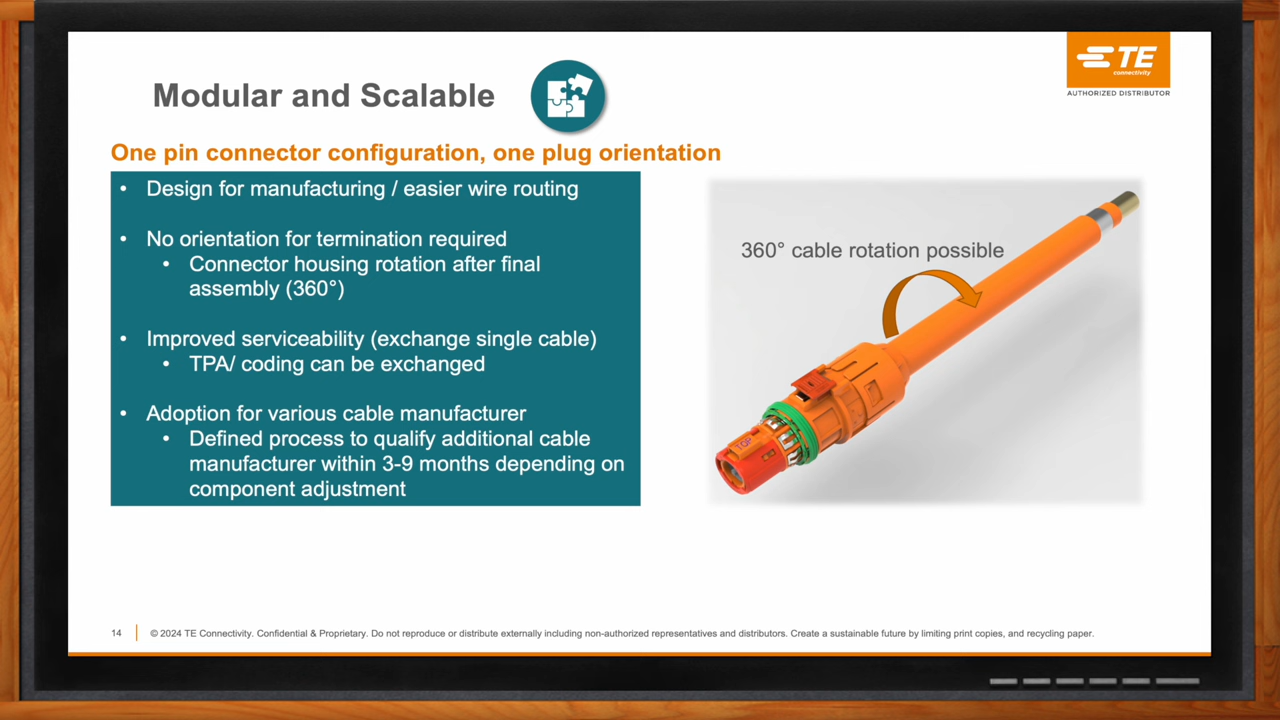 Modular and Scalable
TE
connectivity
AUTHORIZED DISTRIBUTOR
One pin connector configuration, one plug orientation
• Design for manufacturing / easier wire routing
• No orientation for termination required
• Connector housing rotation after final
assembly (360°)
• Improved serviceability (exchange single cable)
• TPA/ coding can be exchanged
• Adoption for various cable manufacturer
• Defined process to qualify additional cable
manufacturer within 3-9 months depending on
component adjustment
360° cable rotation possible
TOP
14
© 2024 TE Connectivity. Confidential & Proprietary. Do not reproduce or distribute externally including non-authorized representatives and distributors. Create a sustainable future by limiting print copies, and recycling paper.